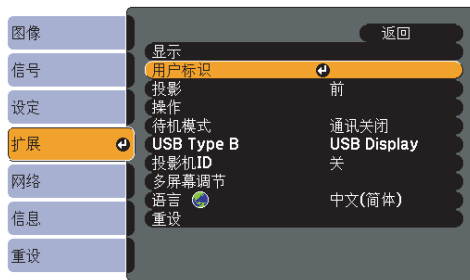 图像
信号
设定
扩展
网络
信息
重设
返回
显示
用户标识
投影 前
操作
待机模式 通讯关闭
USB Type B USB Display
投影机ID 关
多屏幕调节
语言 中文(简体)
重设